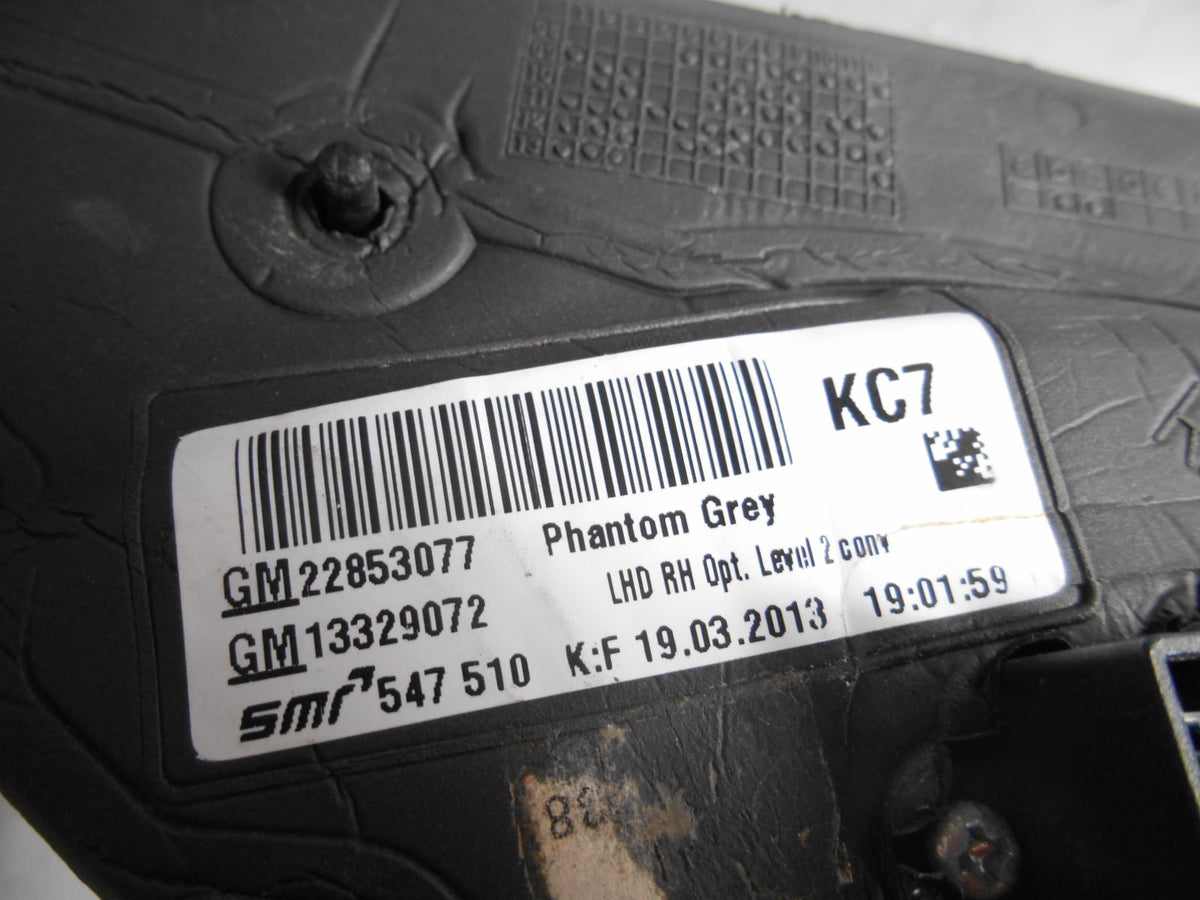 KC7
GM22853077 Phantom Grey
GM13329072 LHD RH Opt. Level 2 conv
smr 547 510 K:F 19.03.2013 19:01:59